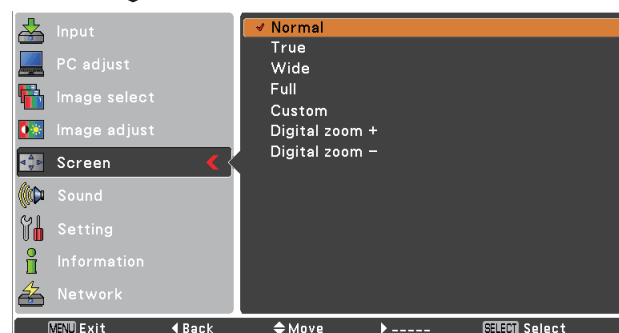 Input
PC adjust
Image select
Image adjust
Screen
Sound
Setting
Information
Network
Normal
True
Wide
Full
Custom
Digital zoom +
Digital zoom –
MENU Exit ◀ Back ◆ Move ▶ ----- SELECT Select